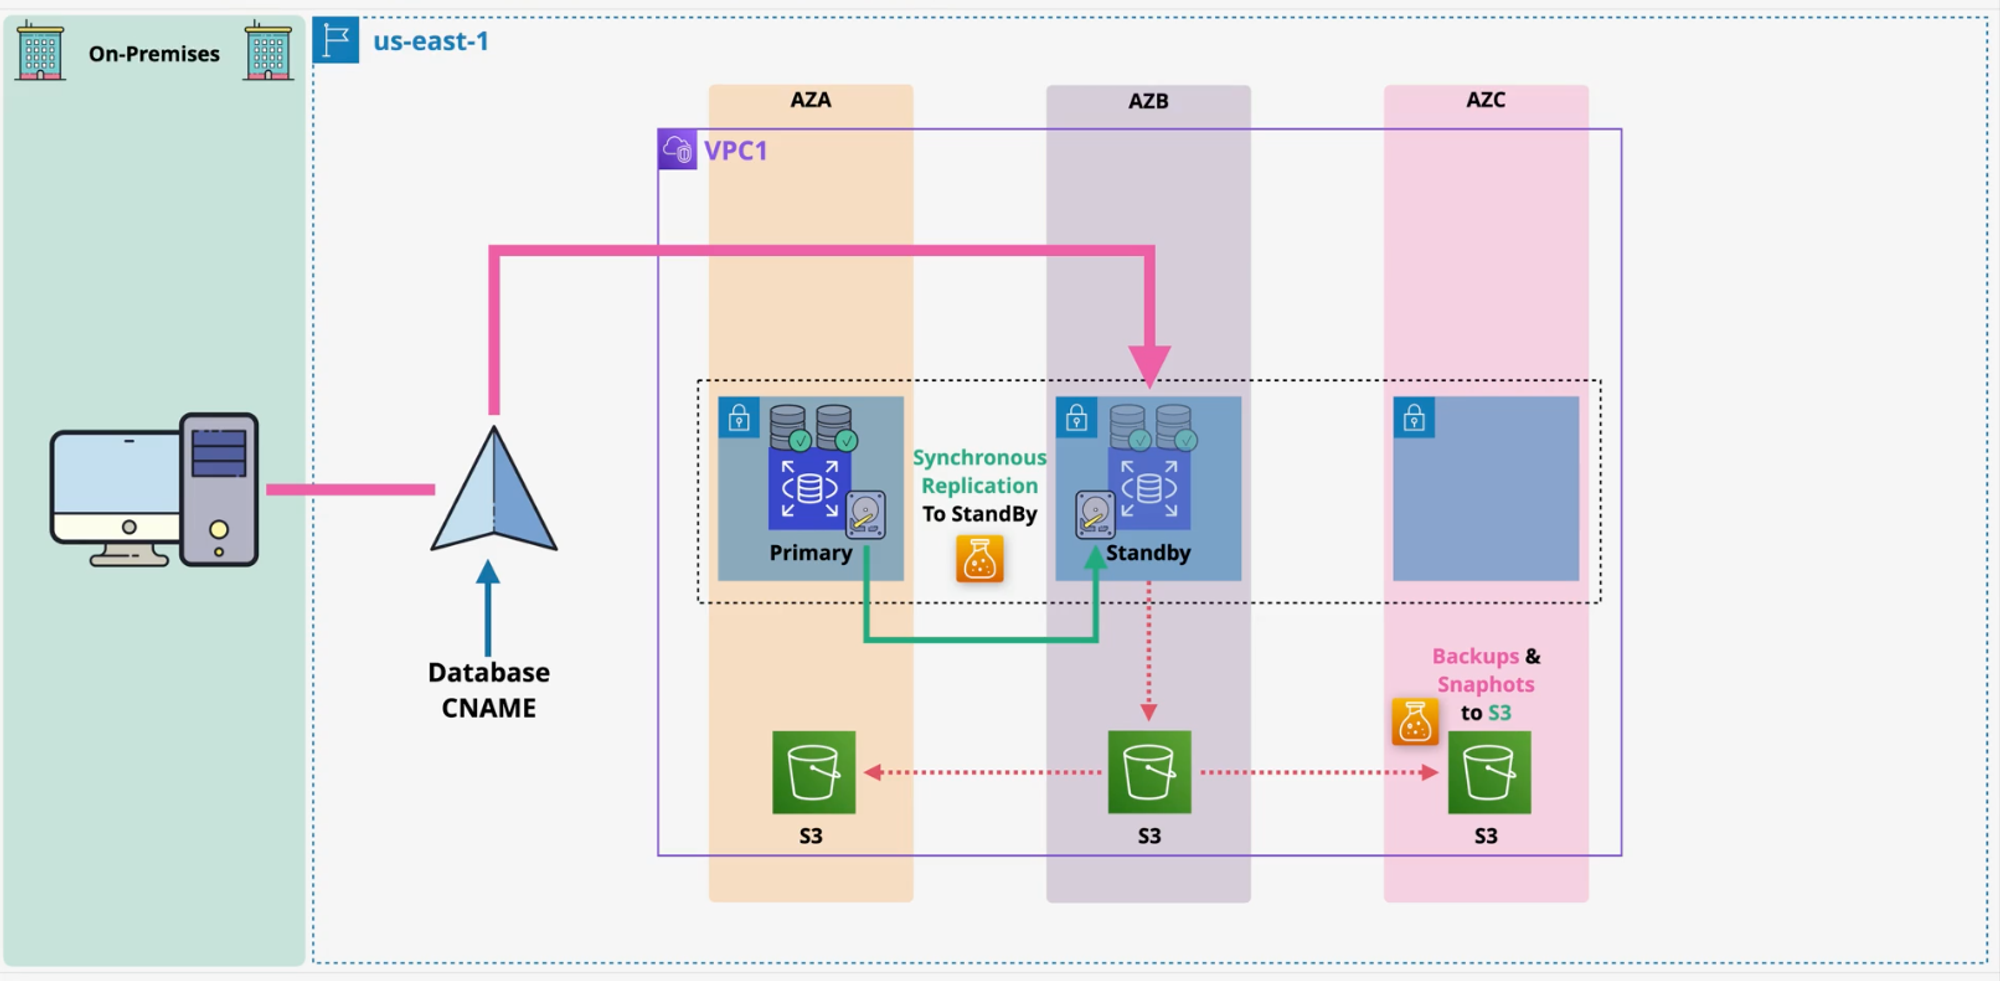 On-Premises
us-east-1
AZA
AZB
AZC
VPC1
Synchronous
Replication
To StandBy
Primary
Standby
Database
CNAME
Backups &
Snaphots
to S3
S3
S3
S3